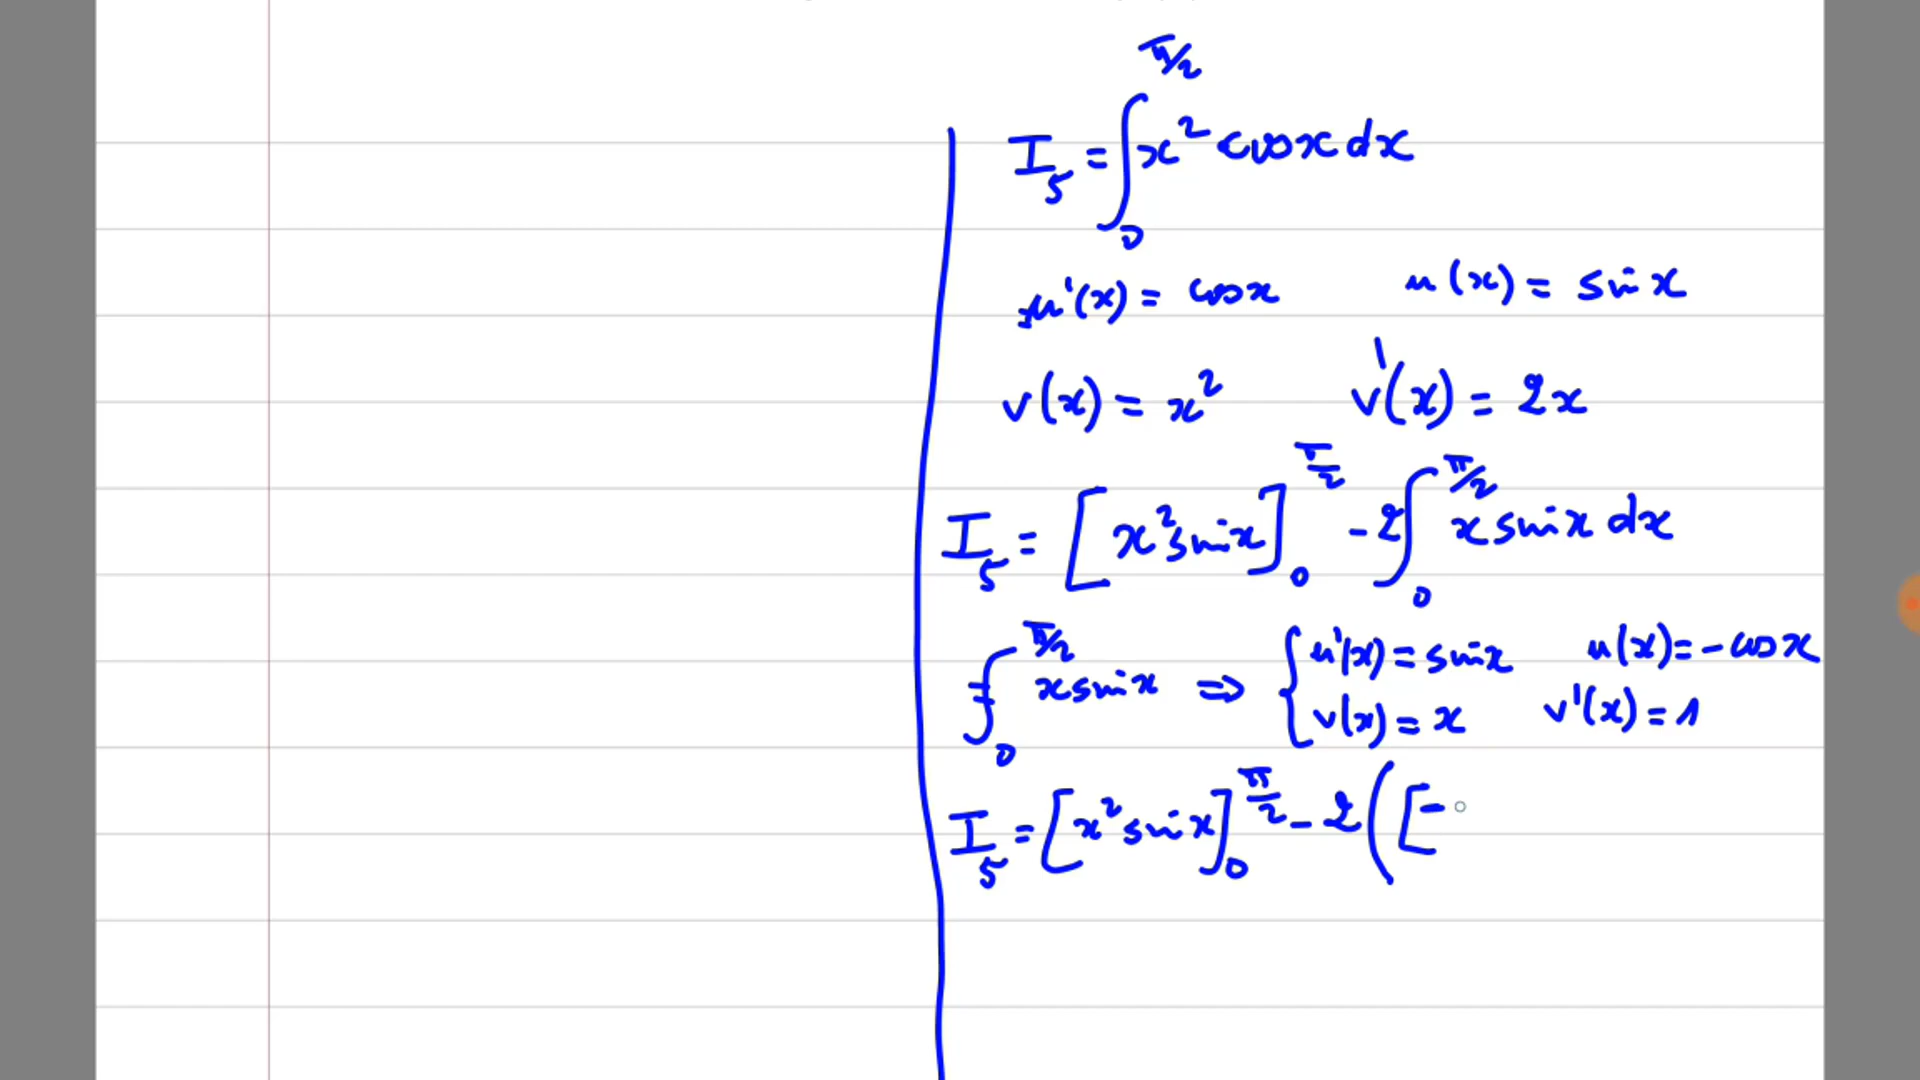 I₅ = ∫₀^(π/2) x² cos x dx
u'(x) = cos x u(x) = sin x
v(x) = x² v'(x) = 2x
I₅ = [x² sin x]₀^(π/2) - 2∫₀^(π/2) x sin x dx
∫₀^(π/2) x sin x ⇒ { u'(x) = sin x u(x) = - cos x
v(x) = x v'(x) = 1
I₅ = [x² sin x]₀^(π/2) - 2([-